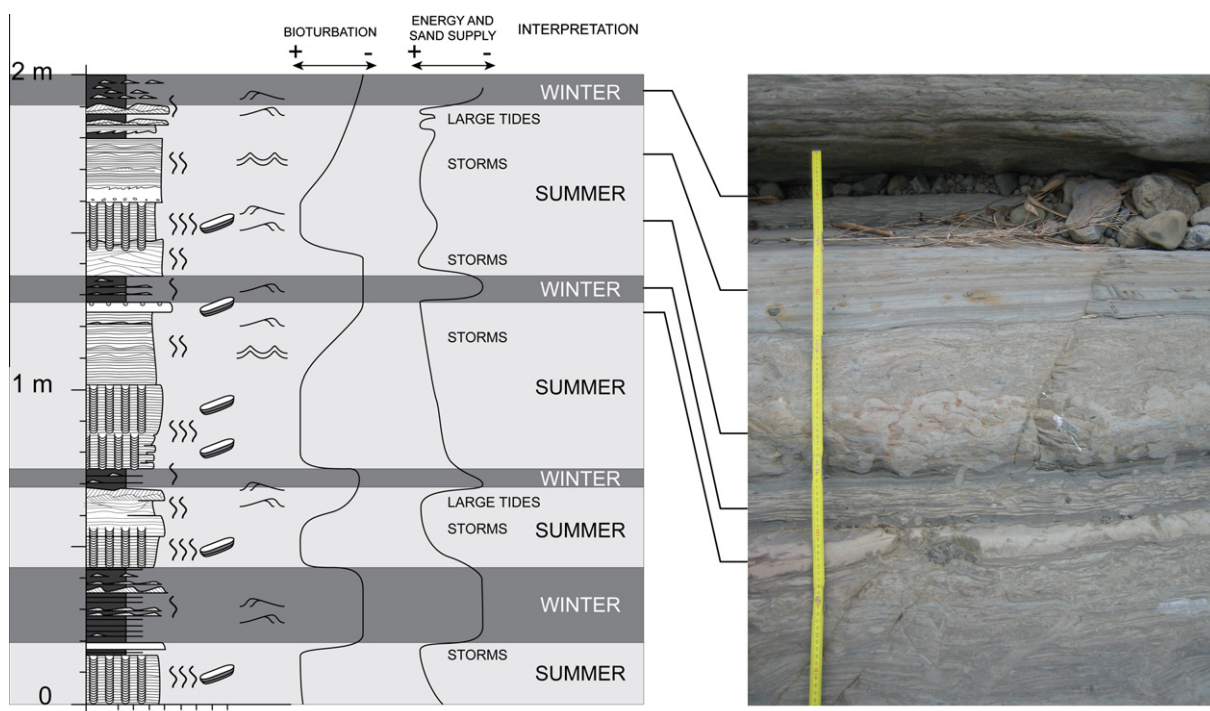 BIOTURBATION
ENERGY AND
SAND SUPPLY
INTERPRETATION
+ -
+ -
2 m
WINTER
LARGE TIDES
STORMS
SUMMER
STORMS
WINTER
STORMS
1 m
SUMMER
WINTER
LARGE TIDES
STORMS
SUMMER
WINTER
STORMS
SUMMER
0